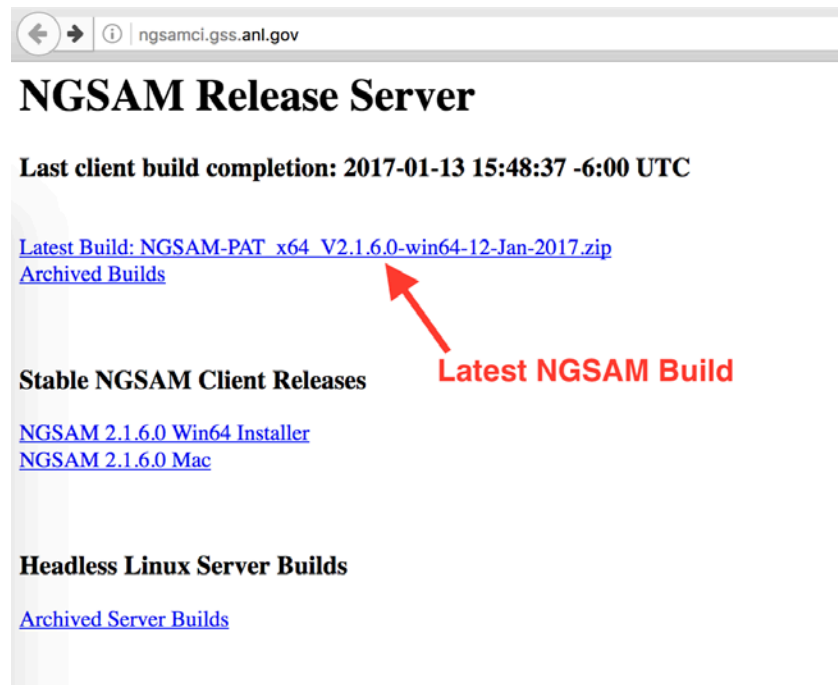 ngsamci.gss.anl.gov
NGSAM Release Server
Last client build completion: 2017-01-13 15:48:37 -6:00 UTC
Latest Build: NGSAM-PAT_x64_V2.1.6.0-win64-12-Jan-2017.zip
Archived Builds
Latest NGSAM Build
Stable NGSAM Client Releases
NGSAM 2.1.6.0 Win64 Installer
NGSAM 2.1.6.0 Mac
Headless Linux Server Builds
Archived Server Builds